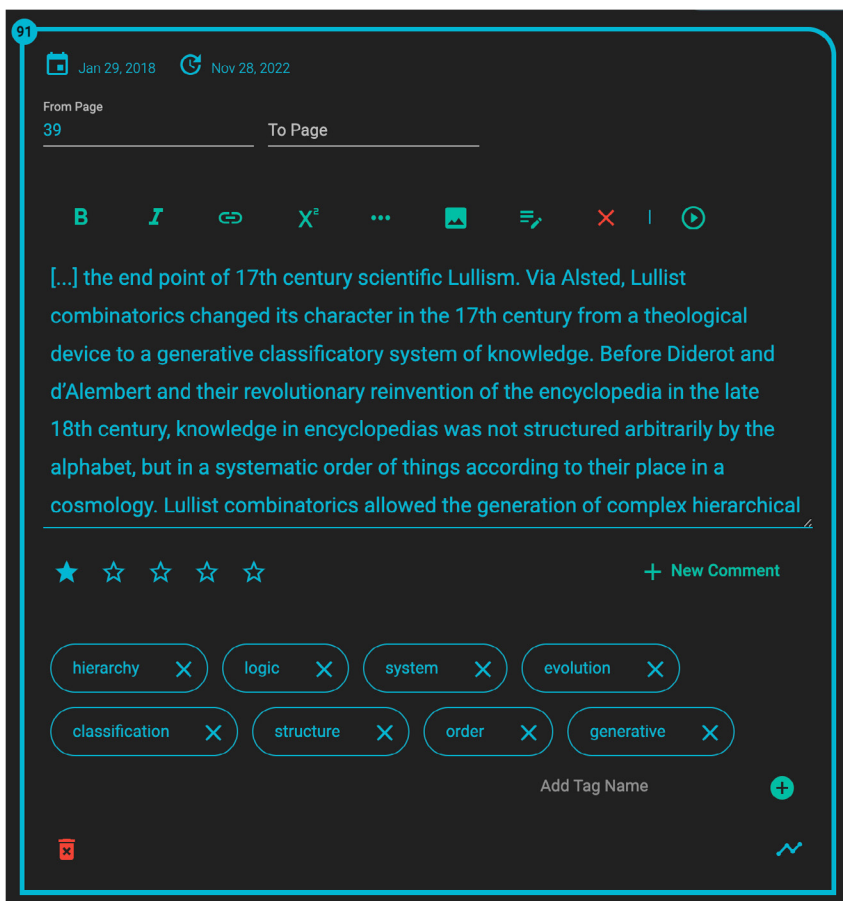 91
Jan 29, 2018 Nov 28, 2022
From Page
39 To Page
B I X² ...
[...] the end point of 17th century scientific Lullism. Via Alsted, Lullist
combinatorics changed its character in the 17th century from a theological
device to a generative classificatory system of knowledge. Before Diderot and
d'Alembert and their revolutionary reinvention of the encyclopedia in the late
18th century, knowledge in encyclopedias was not structured arbitrarily by the
alphabet, but in a systematic order of things according to their place in a
cosmology. Lullist combinatorics allowed the generation of complex hierarchical
+ New Comment
hierarchy logic system evolution
classification structure order generative
Add Tag Name